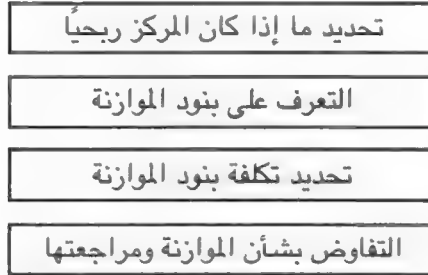 تحديد ما إذا كان المركز ربحياً
التعرف على بنود الموازنة
تحديد تكلفة بنود الموازنة
التفاوض بشأن الموازنة ومراجعتها